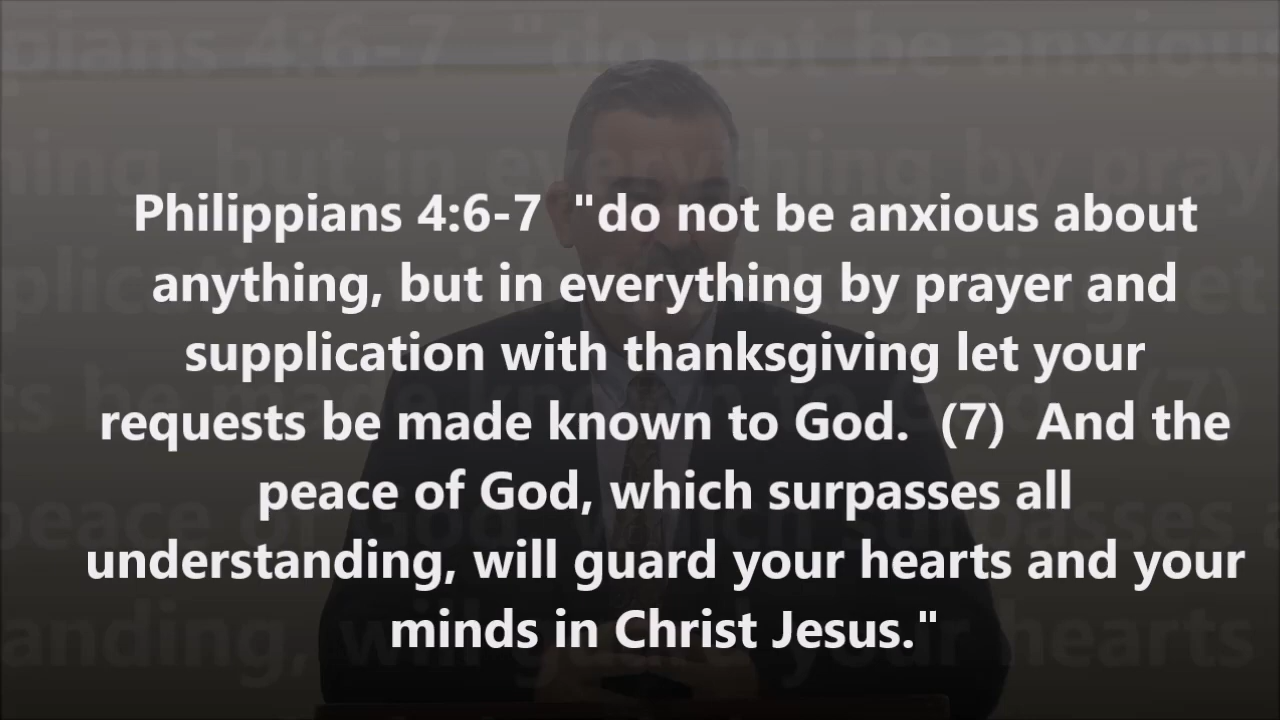 Philippians 4:6-7  "do not be anxious about
anything, but in everything by prayer and
supplication with thanksgiving let your
requests be made known to God.  (7)  And the
peace of God, which surpasses all
understanding, will guard your hearts and your
minds in Christ Jesus."